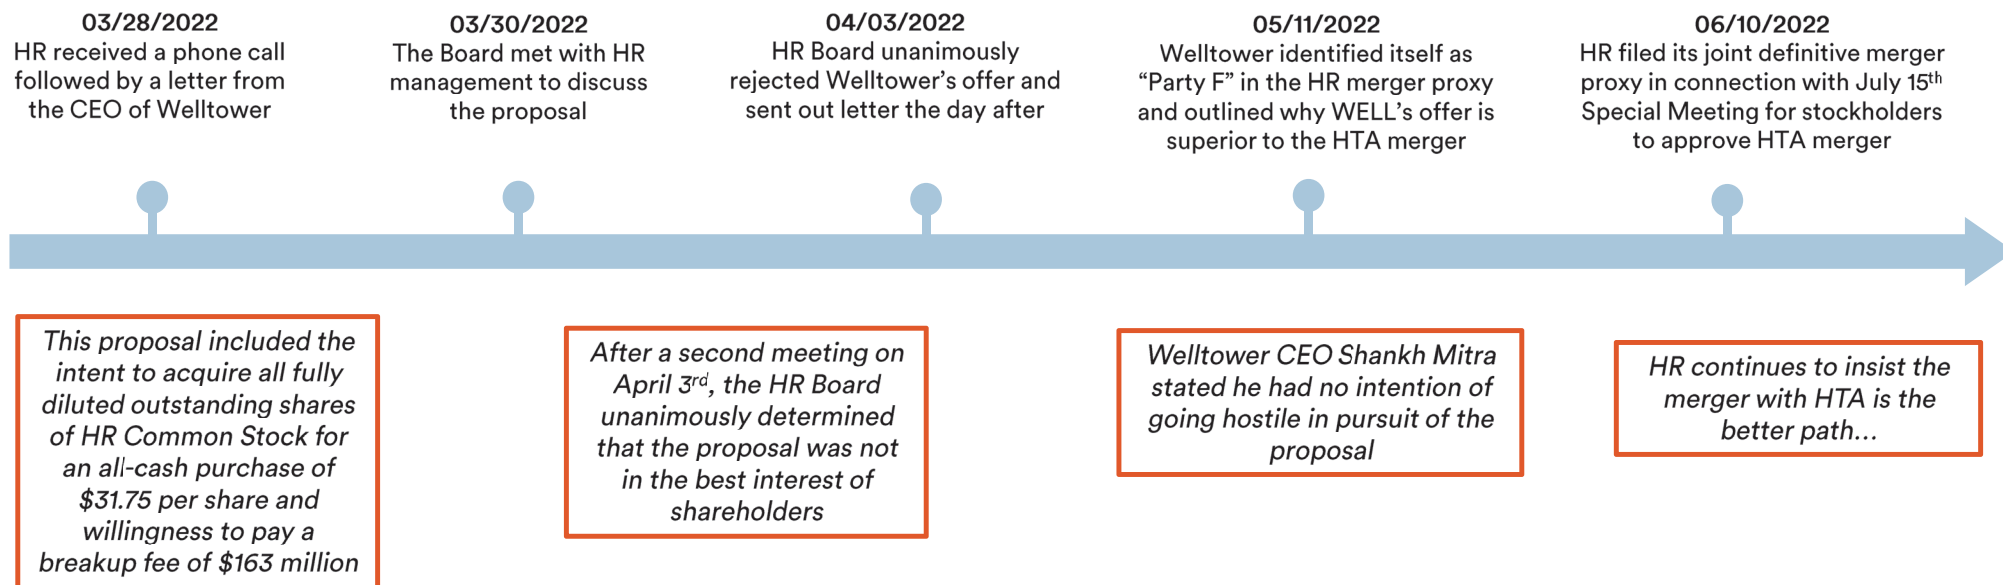 03/28/2022
HR received a phone call
followed by a letter from
the CEO of Welltower
03/30/2022
The Board met with HR
management to discuss
the proposal
04/03/2022
HR Board unanimously
rejected Welltower’s offer and
sent out letter the day after
05/11/2022
Welltower identified itself as
“Party F” in the HR merger proxy
and outlined why WELL’s offer is
superior to the HTA merger
06/10/2022
HR filed its joint definitive merger
proxy in connection with July 15th
Special Meeting for stockholders
to approve HTA merger
This proposal included the
intent to acquire all fully
diluted outstanding shares
of HR Common Stock for
an all-cash purchase of
$31.75 per share and
willingness to pay a
breakup fee of $163 million
After a second meeting on
April 3rd, the HR Board
unanimously determined
that the proposal was not
in the best interest of
shareholders
Welltower CEO Shankh Mitra
stated he had no intention of
going hostile in pursuit of the
proposal
HR continues to insist the
merger with HTA is the
better path…